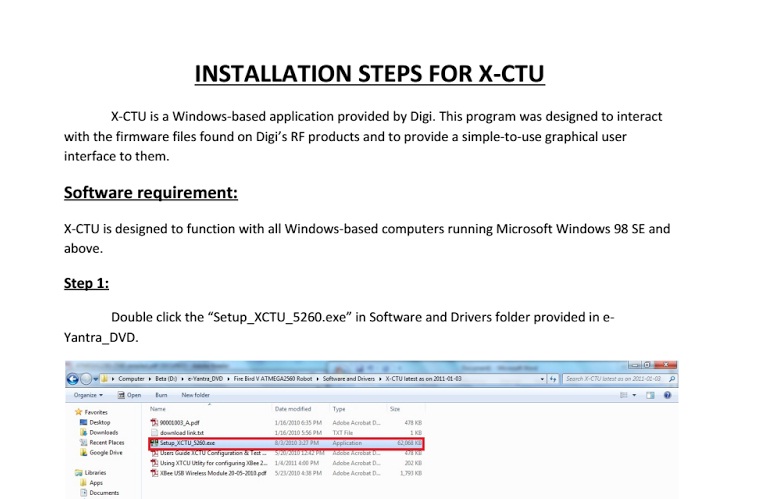 INSTALLATION STEPS FOR X-CTU
X-CTU is a Windows-based application provided by Digi. This program was designed to interact
with the firmware files found on Digi's RF products and to provide a simple-to-use graphical user
interface to them.
Software requirement:
X-CTU is designed to function with all Windows-based computers running Microsoft Windows 98 SE and
above.
Step 1:
Double click the "Setup_XCTU_5260.exe" in Software and Drivers folder provided in e-
Yantra_DVD.
Computer ▸ Beta (D:) ▸ e-Yantra_DVD ▸ Fire Bird V ATMEGA2560 Robot ▸ Software and Drivers ▸ X-CTU latest as on 2011-01-03 Search X-CTU latest as on 2011-01-03
Organize Open Burn New folder
Favorites Name Date modified Type Size
Desktop 90001003_A.pdf 1/16/2010 6:35 PM Adobe Acrobat D... 478 KB
Downloads download link.txt 1/16/2010 5:56 PM TXT File 1 KB
Recent Places Setup_XCTU_5260.exe 8/3/2010 3:27 PM Application 62,968 KB
Google Drive Users Guide XCTU Configuration & Test ... 5/20/2010 12:42 PM Adobe Acrobat D... 478 KB
Using XTCU Utlity for configuring XBee 2... 1/4/2011 4:00 PM Adobe Acrobat D... 202 KB
Libraries XBee USB Wireless Module 20-05-2010.pdf 5/23/2010 4:36 PM Adobe Acrobat D... 1,793 KB
Apps
Documents